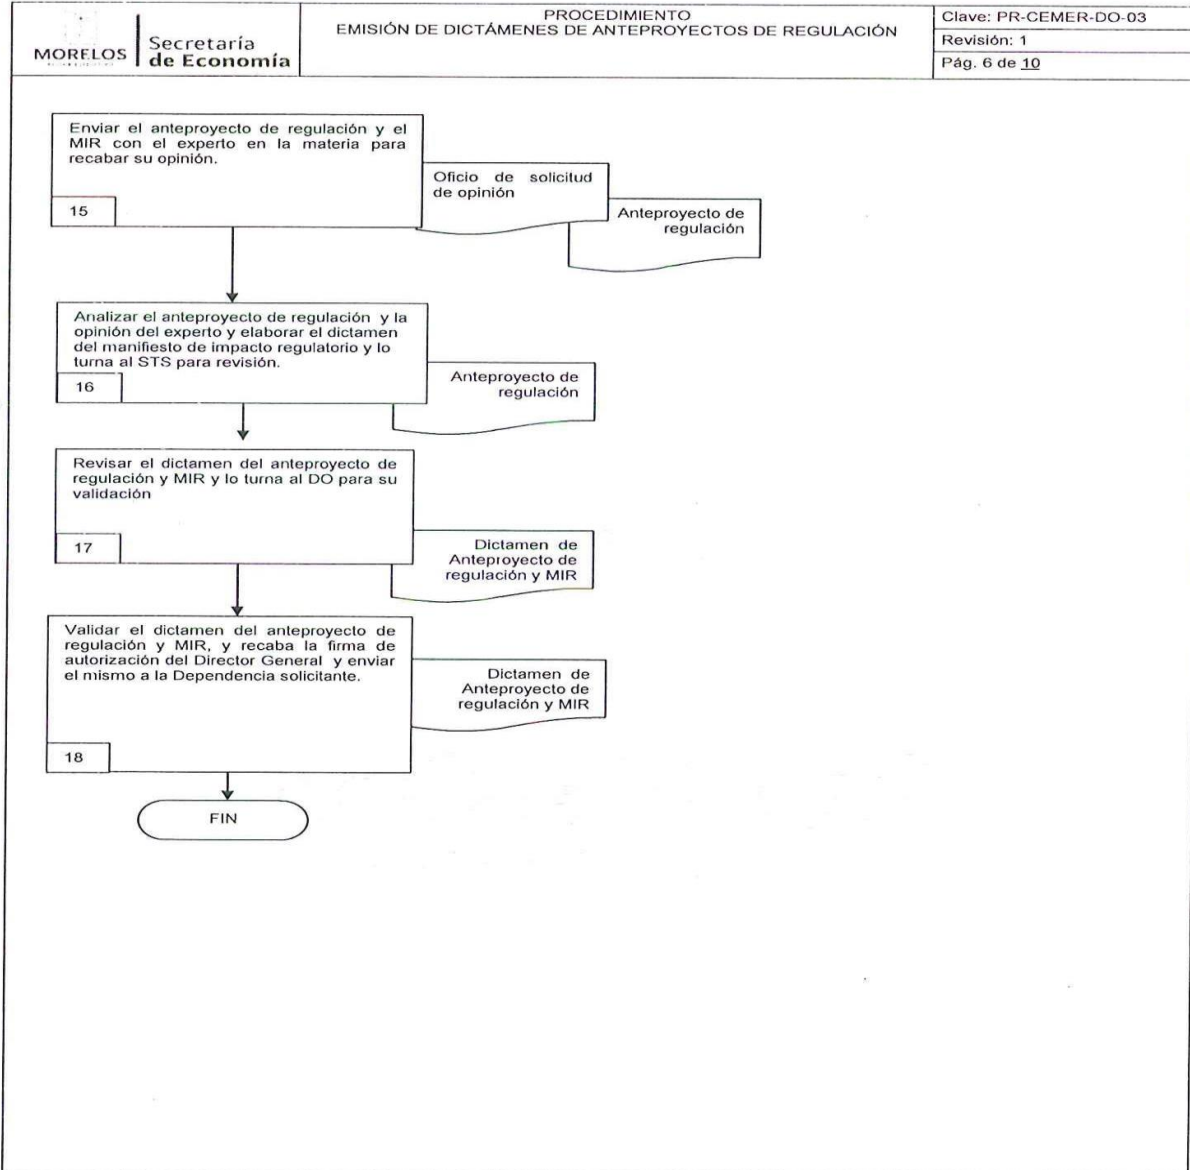 MORELOS
Secretaría
de Economía
PROCEDIMIENTO
EMISIÓN DE DICTÁMENES DE ANTEPROYECTOS DE REGULACIÓN
Clave: PR-CEMER-DO-03
Revisión: 1
Pág. 6 de 10
Enviar el anteproyecto de regulación y el
MIR con el experto en la materia para
recabar su opinión.
15
Oficio de solicitud
de opinión
Anteproyecto de
regulación
Analizar el anteproyecto de regulación y la
opinión del experto y elaborar el dictamen
del manifiesto de impacto regulatorio y lo
turna al STS para revisión.
16
Anteproyecto de
regulación
Revisar el dictamen del anteproyecto de
regulación y MIR y lo turna al DO para su
validación
17
Dictamen de
Anteproyecto de
regulación y MIR
Validar el dictamen del anteproyecto de
regulación y MIR, y recaba la firma de
autorización del Director General y enviar
el mismo a la Dependencia solicitante.
18
Dictamen de
Anteproyecto de
regulación y MIR
FIN